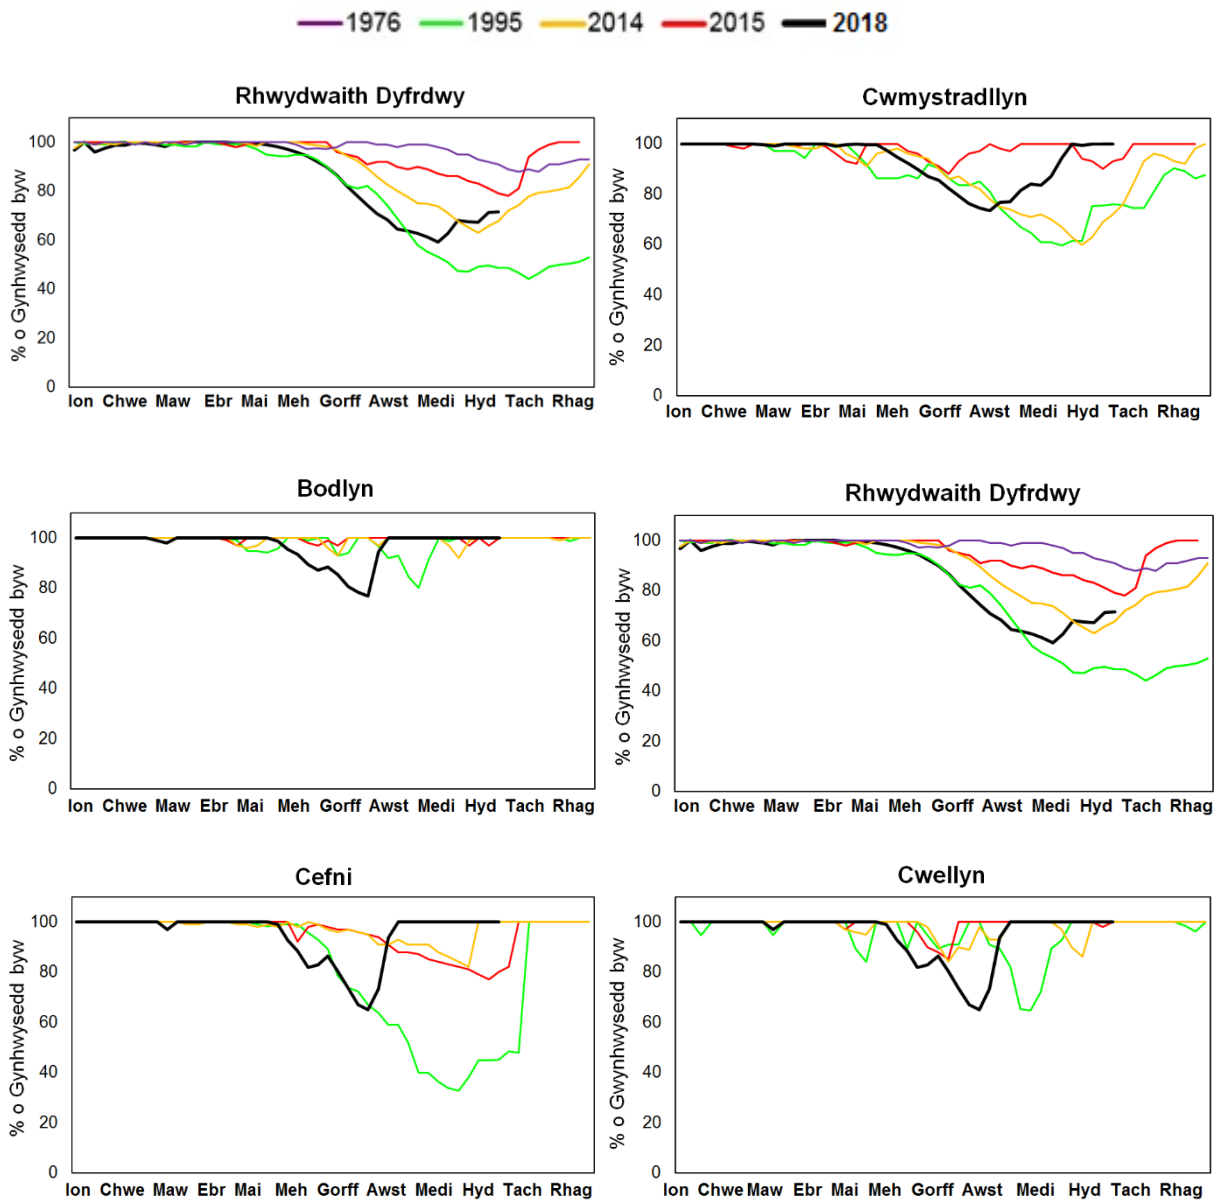 1976 1995 2014 2015 2018
Rhwydwaith Dyfrdwy
% o Gynhwysedd byw
100
80
60
40
20
0
Ion Chwe Maw Ebr Mai Meh Gorff Awst Medi Hyd Tach Rhag
Cwmystradllyn
% o Gynhwysedd byw
100
80
60
40
20
0
Ion Chwe Maw Ebr Mai Meh Gorff Awst Medi Hyd Tach Rhag
Bodlyn
% o Gynhwysedd byw
100
80
60
40
20
0
Ion Chwe Maw Ebr Mai Meh Gorff Awst Medi Hyd Tach Rhag
Rhwydwaith Dyfrdwy
% o Gynhwysedd byw
100
80
60
40
20
0
Ion Chwe Maw Ebr Mai Meh Gorff Awst Medi Hyd Tach Rhag
Cefni
% o Gynhwysedd byw
100
80
60
40
20
0
Ion Chwe Maw Ebr Mai Meh Gorff Awst Medi Hyd Tach Rhag
Cwellyn
% o Gwynhwysedd byw
100
80
60
40
20
0
Ion Chwe Maw Ebr Mai Meh Gorff Awst Medi Hyd Tach Rhag